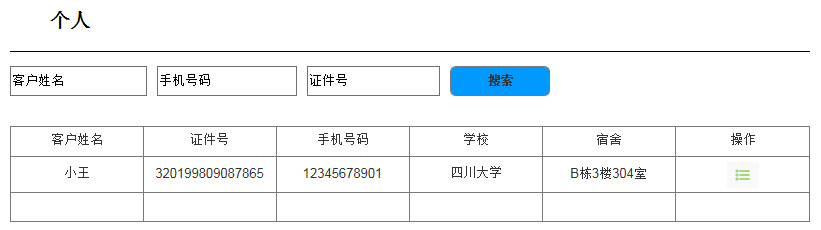 个人
客户姓名 手机号码 证件号 搜索
客户姓名 证件号 手机号码 学校 宿舍 操作
小王 320199809087865 12345678901 四川大学 B栋3楼304室